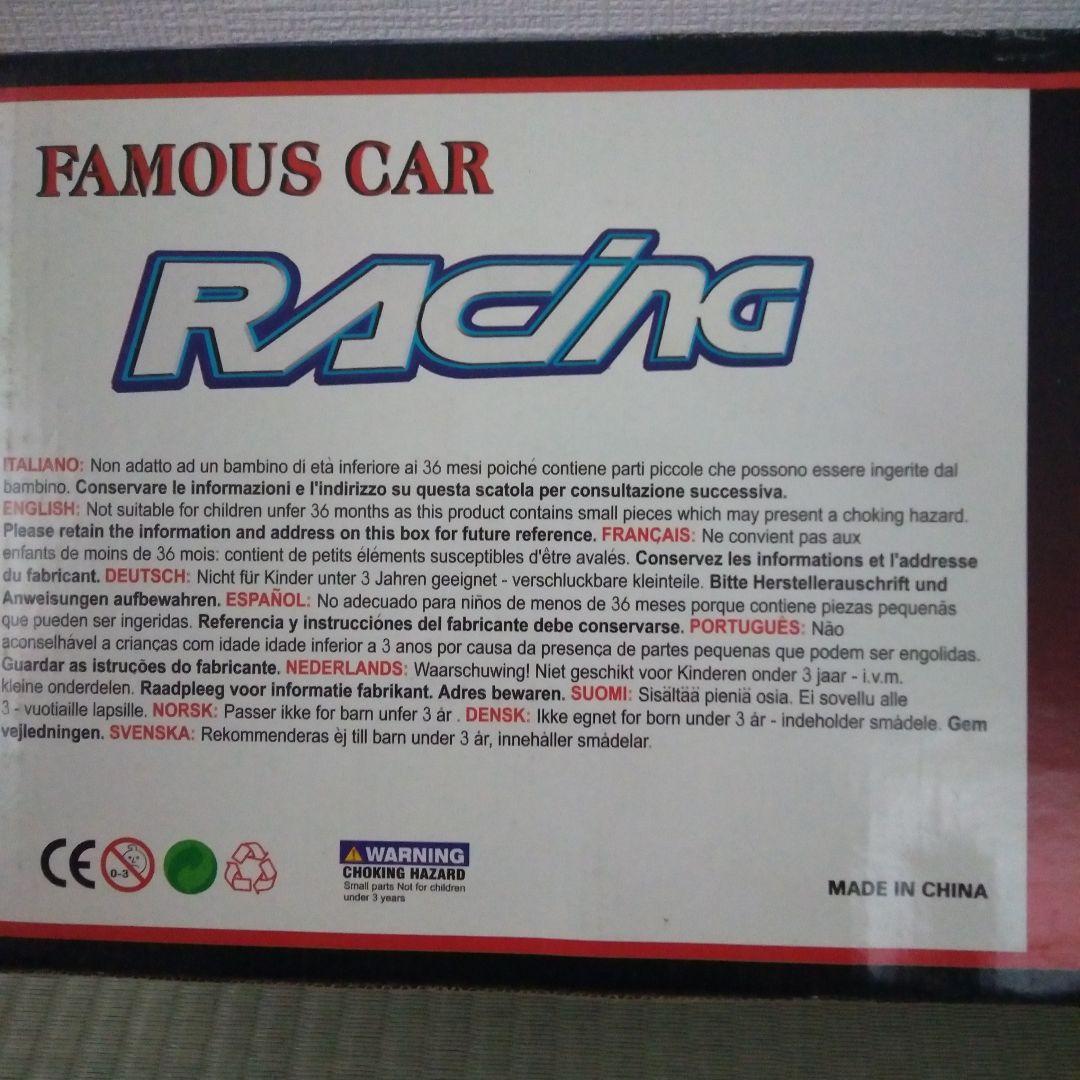 FAMOUS CAR
RACING
ITALIANO: Non adatto ad un bambino di età inferiore ai 36 mesi poiché contiene parti piccole che possono essere ingerite dal
bambino. Conservare le informazioni e l'indirizzo su questa scatola per consultazione successiva.
ENGLISH: Not suitable for children unfer 36 months as this product contains small pieces which may present a choking hazard.
Please retain the information and address on this box for future reference. FRANÇAIS: Ne convient pas aux
enfants de moins de 36 mois: contient de petits éléments susceptibles d'être avalés. Conservez les informations et l'addresse
du fabricant. DEUTSCH: Nicht für Kinder unter 3 Jahren geeignet - verschluckbare kleinteile. Bitte Herstellerauschrift und
Anweisungen aufbewahren. ESPAÑOL: No adecuado para niños de menos de 36 meses porque contiene piezas pequenãs
que pueden ser ingeridas. Referencia y instrucciónes del fabricante debe conservarse. PORTUGUÊS: Não
aconselhável a crianças com idade idade inferior a 3 anos por causa da presença de partes pequenas que podem ser engolidas.
Guardar as istruções do fabricante. NEDERLANDS: Waarschuwing! Niet geschikt voor Kinderen onder 3 jaar - i.v.m.
kleine onderdelen. Raadpleeg voor informatie fabrikant. Adres bewaren. SUOMI: Sisältää pieniä osia. Ei sovellu alle
3 - vuotiaille lapsille. NORSK: Passer ikke for barn unfer 3 år . DENSK: Ikke egnet for born under 3 år - indeholder smådele. Gem
vejledningen. SVENSKA: Rekommenderas èj till barn under 3 år, innehåller smådelar.
CE 0-3
WARNING
CHOKING HAZARD
Small parts Not for children
under 3 years
MADE IN CHINA